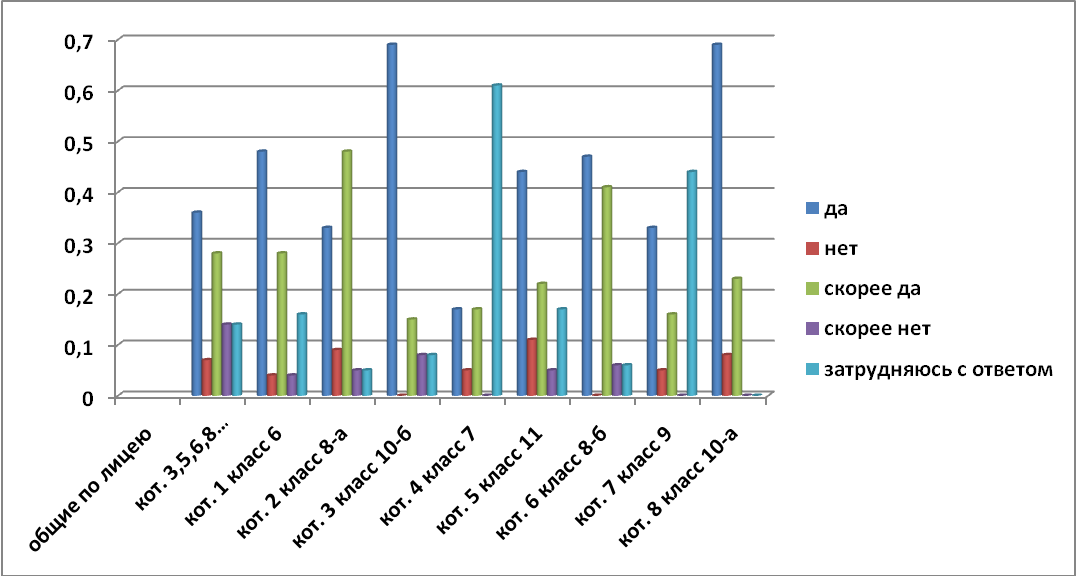 0,7
0,6
0,5
0,4
0,3
0,2
0,1
0
общие по лицею
кот. 3,5,6,8...
кот. 1 класс 6
кот. 2 класс 8-а
кот. 3 класс 10-б
кот. 4 класс 7
кот. 5 класс 11
кот. 6 класс 8-б
кот. 7 класс 9
кот. 8 класс 10-а
да
нет
скорее да
скорее нет
затрудняюсь с ответом